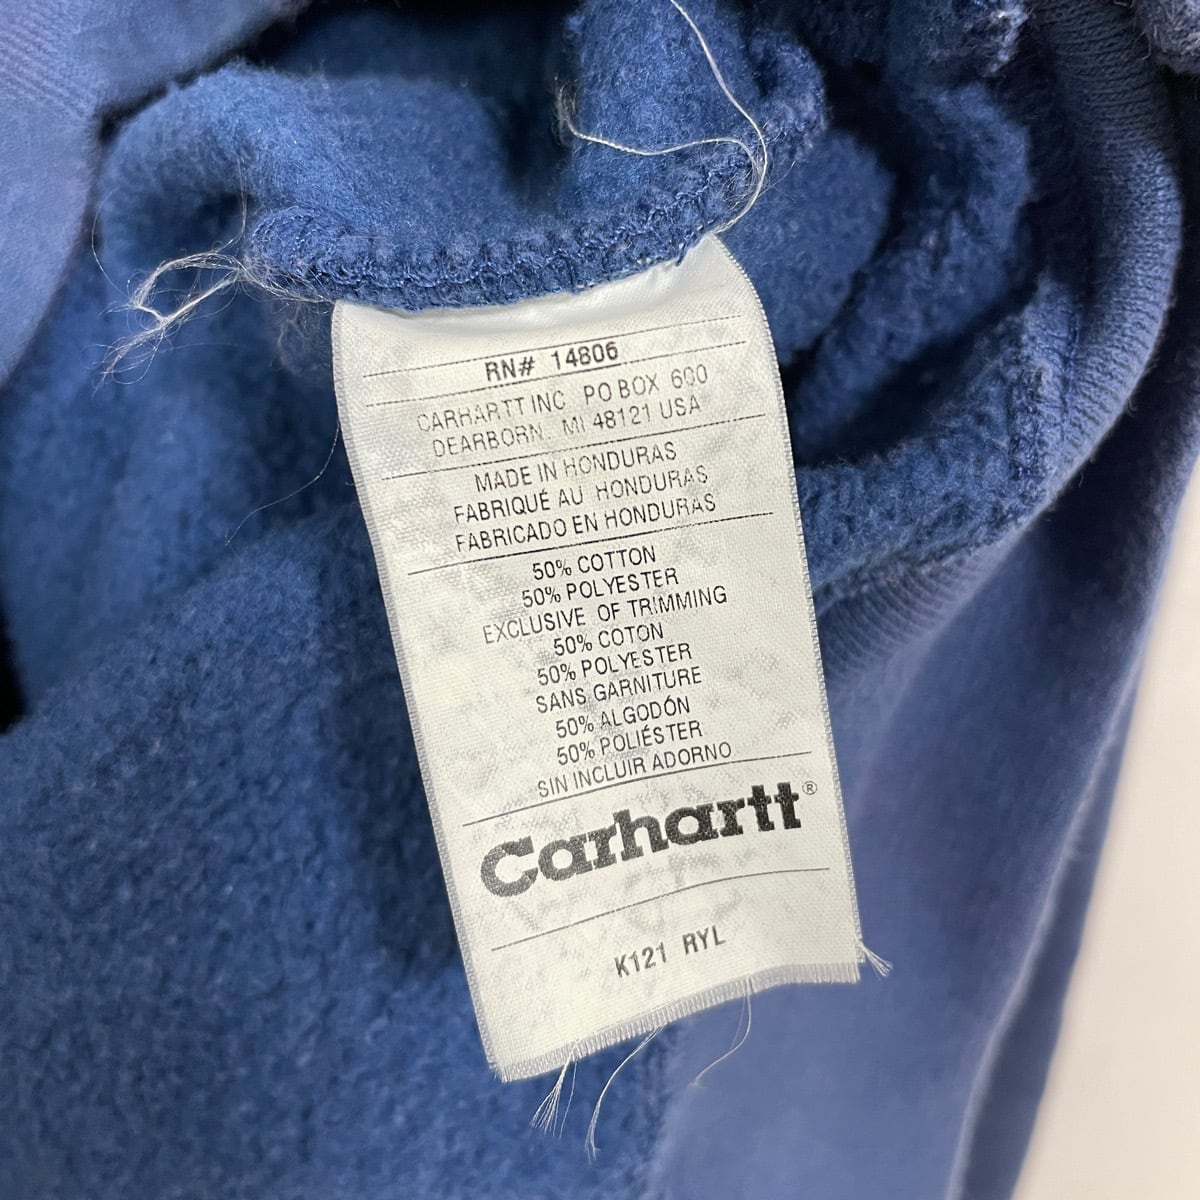 RN# 14806
CARHARTT INC PO BOX 600
DEARBORN, MI 48121 USA
MADE IN HONDURAS
FABRIQUÉ AU HONDURAS
FABRICADO EN HONDURAS
50% COTTON
50% POLYESTER
EXCLUSIVE OF TRIMMING
50% COTON
50% POLYESTER
SANS GARNITURE
50% ALGODÓN
50% POLIÉSTER
SIN INCLUIR ADORNO
Carhartt®
K121 RYL